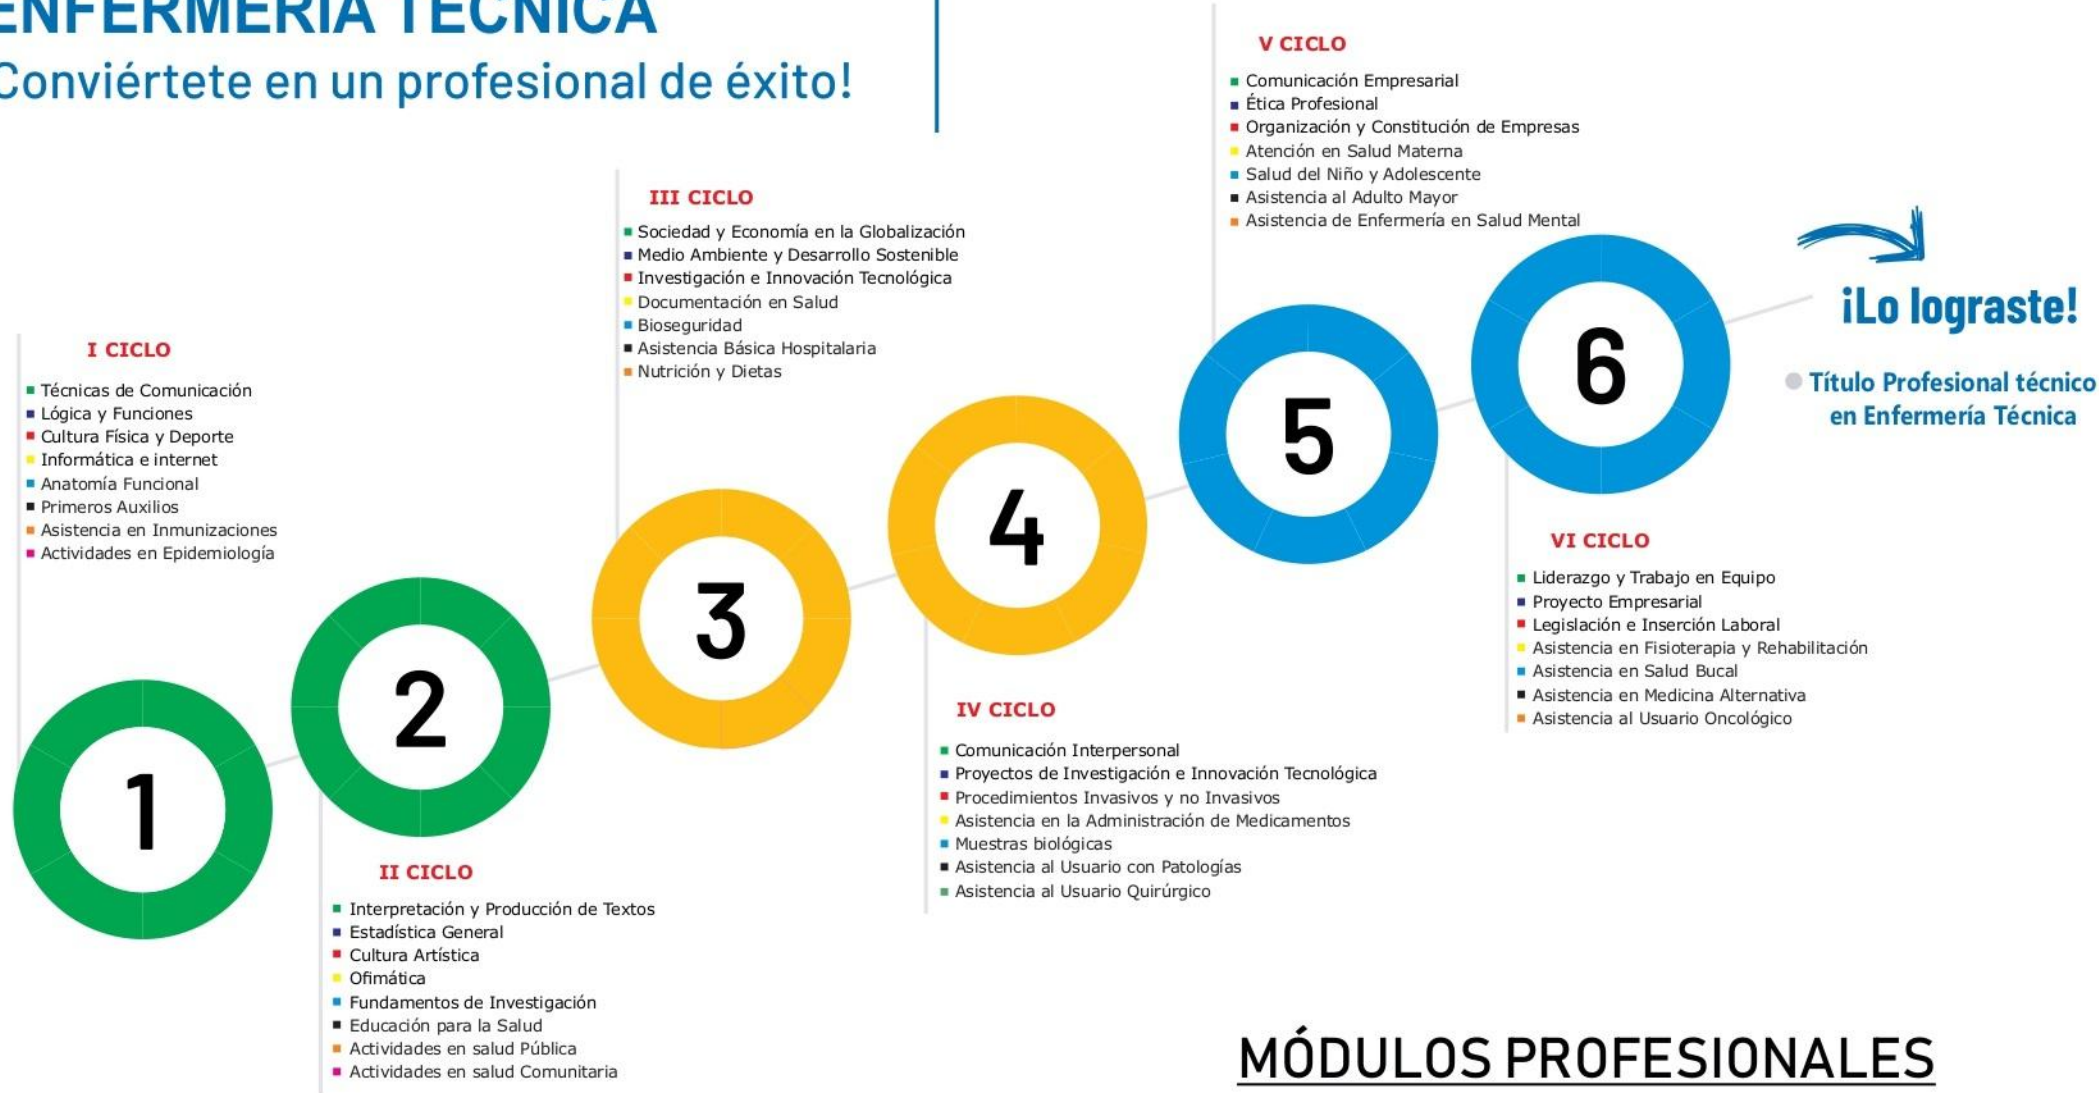 ENFERMERÍA TÉCNICA
Conviértete en un profesional de éxito!
I CICLO
Técnicas de Comunicación
Lógica y Funciones
Cultura Física y Deporte
Informática e internet
Anatomía Funcional
Primeros Auxilios
Asistencia en Inmunizaciones
Actividades en Epidemiología
1
2
II CICLO
Interpretación y Producción de Textos
Estadística General
Cultura Artística
Ofimática
Fundamentos de Investigación
Educación para la Salud
Actividades en salud Pública
Actividades en salud Comunitaria
III CICLO
Sociedad y Economía en la Globalización
Medio Ambiente y Desarrollo Sostenible
Investigación e Innovación Tecnológica
Documentación en Salud
Bioseguridad
Asistencia Básica Hospitalaria
Nutrición y Dietas
3
4
IV CICLO
Comunicación Interpersonal
Proyectos de Investigación e Innovación Tecnológica
Procedimientos Invasivos y no Invasivos
Asistencia en la Administración de Medicamentos
Muestras biológicas
Asistencia al Usuario con Patologías
Asistencia al Usuario Quirúrgico
V CICLO
Comunicación Empresarial
Ética Profesional
Organización y Constitución de Empresas
Atención en Salud Materna
Salud del Niño y Adolescente
Asistencia al Adulto Mayor
Asistencia de Enfermería en Salud Mental
5
6
VI CICLO
Liderazgo y Trabajo en Equipo
Proyecto Empresarial
Legislación e Inserción Laboral
Asistencia en Fisioterapia y Rehabilitación
Asistencia en Salud Bucal
Asistencia en Medicina Alternativa
Asistencia al Usuario Oncológico
¡Lo lograste!
Título Profesional técnico
en Enfermería Técnica
MÓDULOS PROFESIONALES